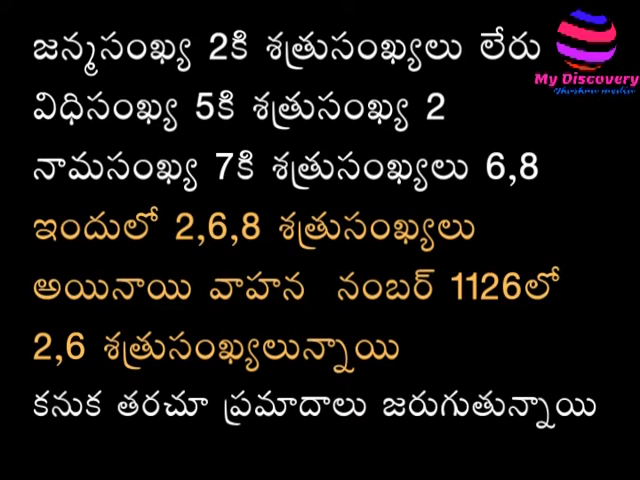 జన్మసంఖ్య 2కి శత్రుసంఖ్యలు లేరు
My Discovery
విధిసంఖ్య 5కి శత్రుసంఖ్య 2
నామసంఖ్య 7కి శత్రుసంఖ్యలు 6,8
ఇందులో 2,6,8 శత్రుసంఖ్యలు
అయినాయి వాహన నంబర్ 1126లో
2,6 శత్రుసంఖ్యలున్నాయి
కనుక తరచూ ప్రమాదాలు జరుగుతున్నాయి